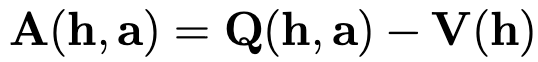 A(h, a) = Q(h, a) − V(h)